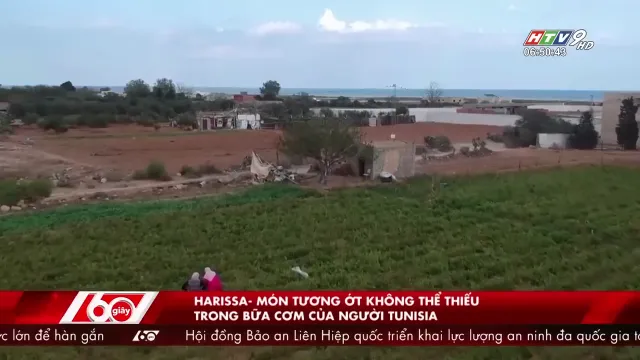 HTV9 HD
06:50:43
60 giây
HARISSA- MÓN TƯƠNG ỚT KHÔNG THỂ THIẾU
TRONG BỮA CƠM CỦA NGƯỜI TUNISIA
ực lớn để hàn gắn 60 Hội đồng Bảo an Liên Hiệp quốc triển khai lực lượng an ninh đa quốc gia tạ